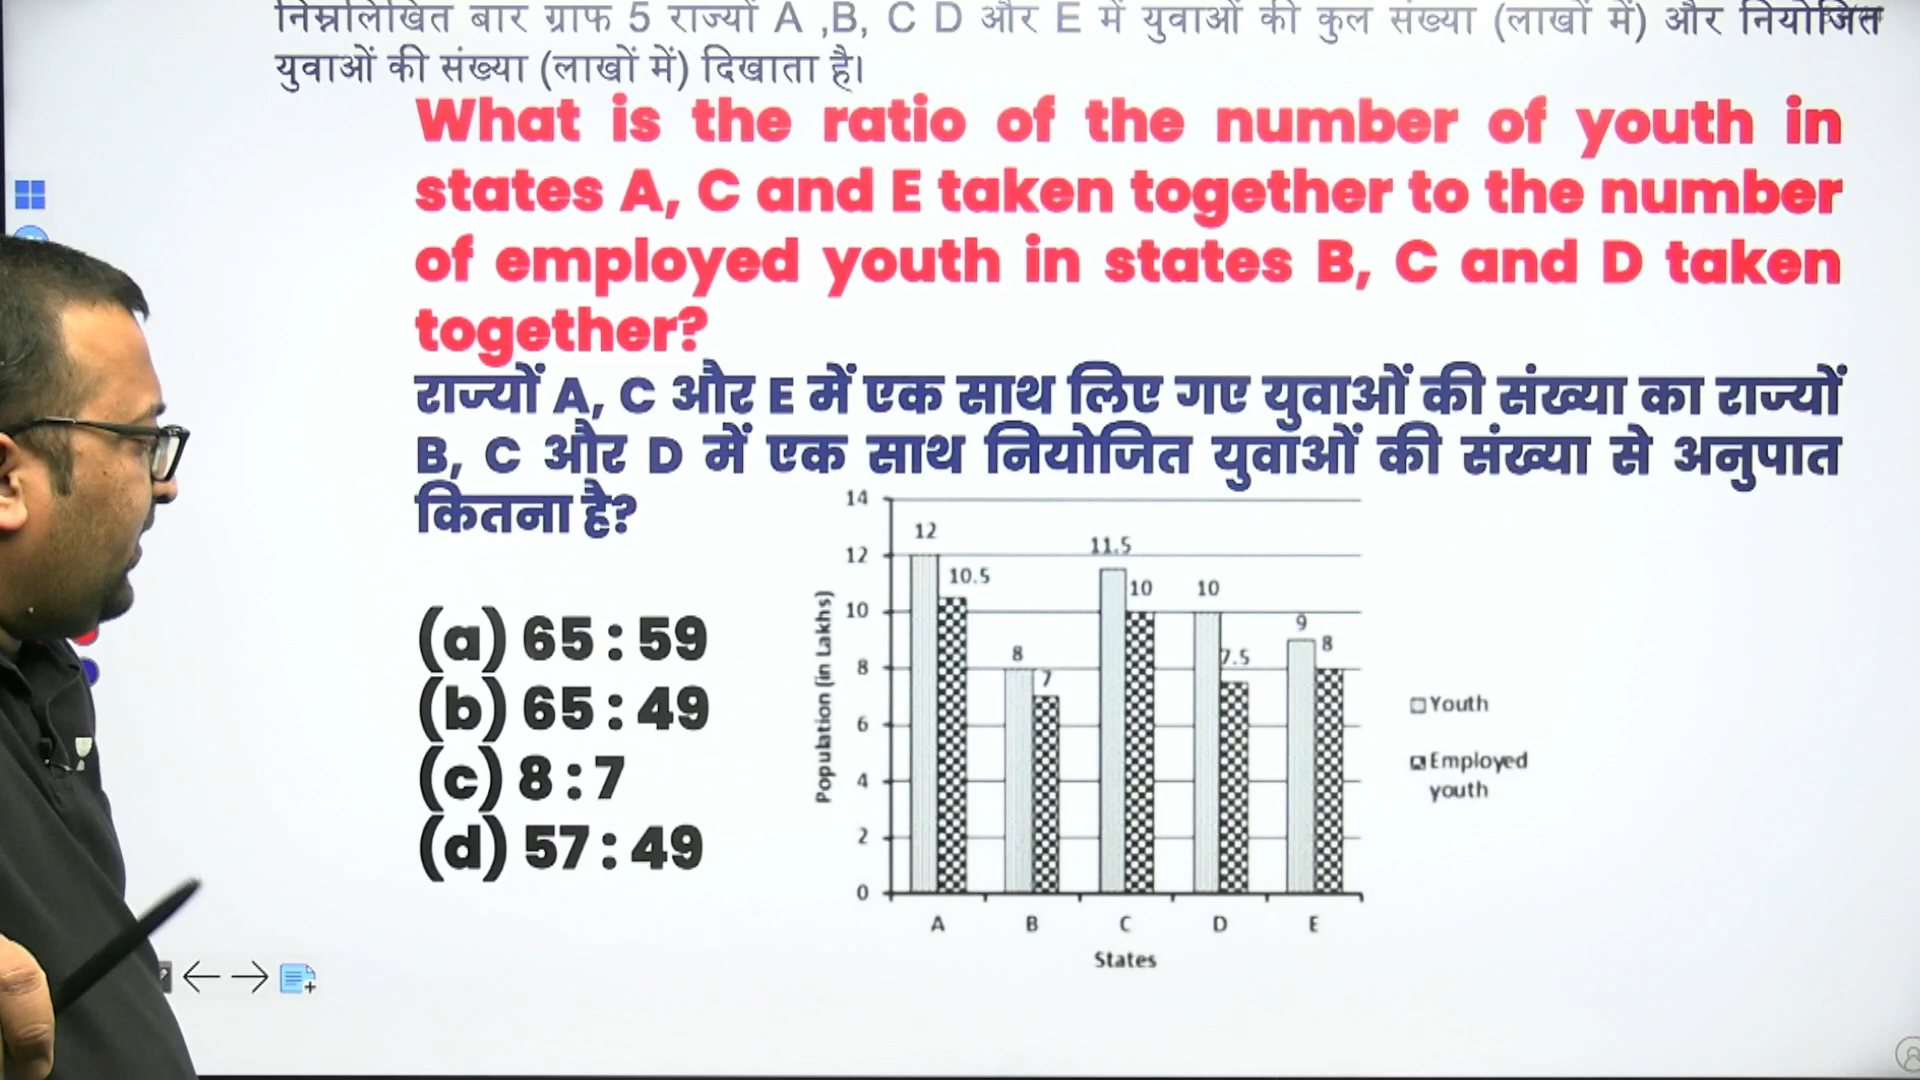 निम्नलिखित बार ग्राफ 5 राज्यों A ,B, C D और E में युवाओं की कुल संख्या (लाखों में) और नियोजित
युवाओं की संख्या (लाखों में) दिखाता है।
What is the ratio of the number of youth in
states A, C and E taken together to the number
of employed youth in states B, C and D taken
together?
राज्यों A, C और E में एक साथ लिए गए युवाओं की संख्या का राज्यों
B, C और D में एक साथ नियोजित युवाओं की संख्या से अनुपात
कितना है?
(a) 65 : 59
(b) 65 : 49
(c) 8 : 7
(d) 57 : 49
Population (in Lakhs)
14
12
10
8
6
4
2
0
12
10.5
8
7
11.5
10
10
7.5
9
8
A B C D E
States
Youth
Employed
youth